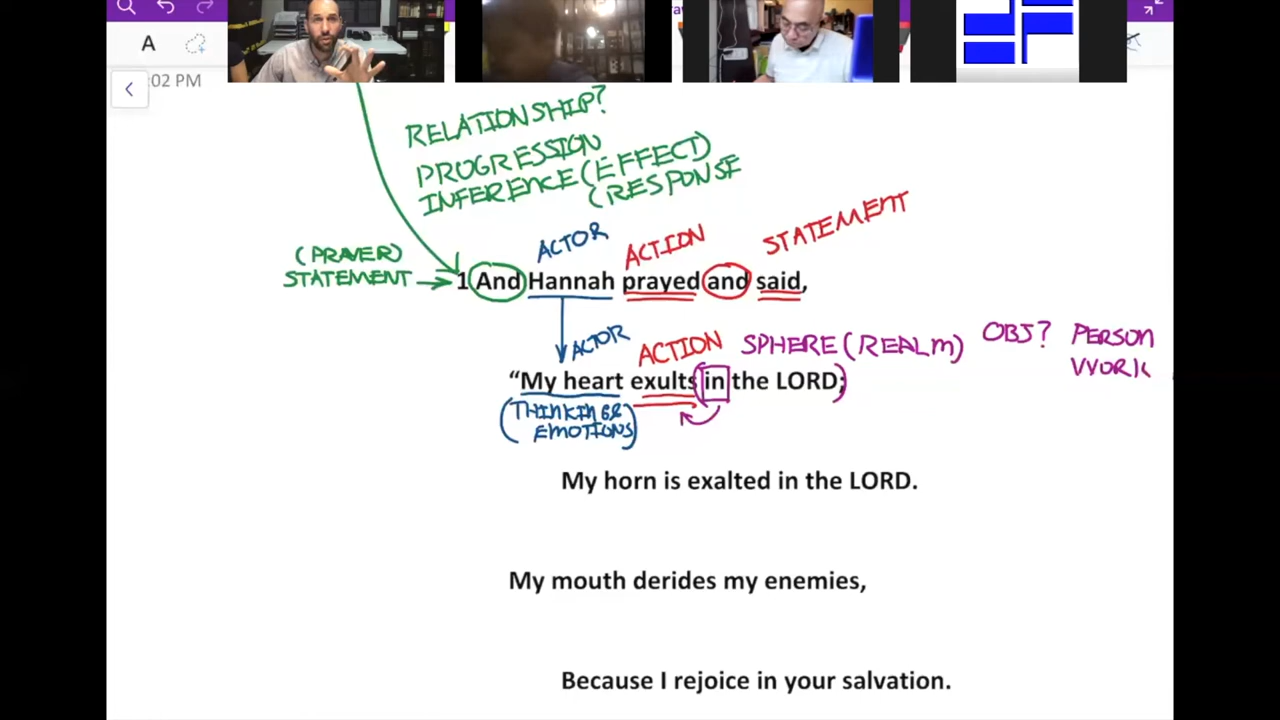 A
:02 PM
RELATIONSHIP?
PROGRESSION
INFERENCE (EFFECT)
(RESPONSE
ACTOR ACTION STATEMENT
(PRAYER)
STATEMENT
1 And Hannah prayed and said,
ACTOR ACTION SPHERE (REALM) OBJ? PERSON
WORK
“My heart exults in the LORD;
(THINKING &
EMOTIONS)
My horn is exalted in the LORD.
My mouth derides my enemies,
Because I rejoice in your salvation.